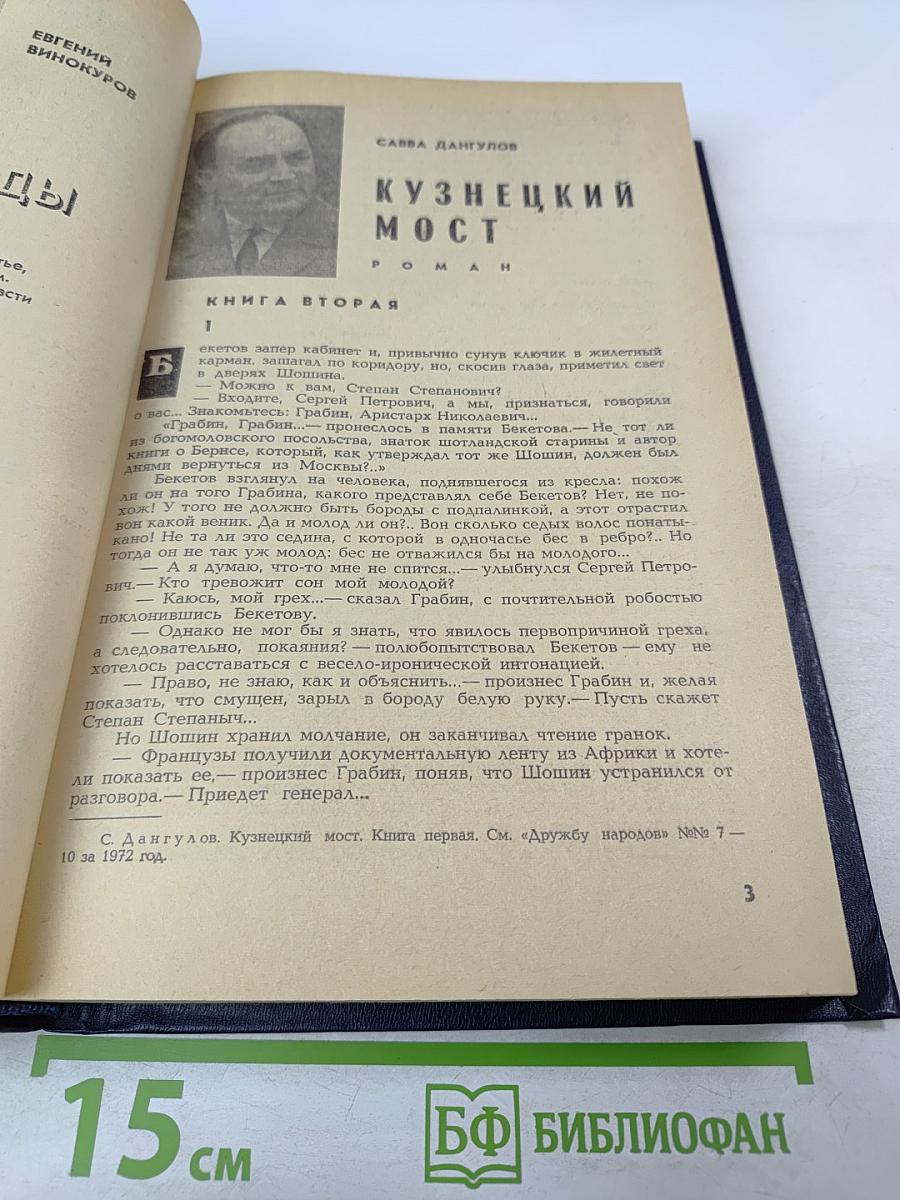 ЕВГЕНИЙ
ВИНОКУРОВ
ДЫ
тье,
вости
САВВА ДАНГУЛОВ
КУЗНЕЦКИЙ
МОСТ
РОМАН
КНИГА ВТОРАЯ
1
Бекетов запер кабинет и, привычно сунув ключик в жилетный
карман, зашагал по коридору, но, скосив глаза, приметил свет
в дверях Шошина.
— Можно к вам, Степан Степанович?
— Входите, Сергей Петрович, а мы, признаться, говорили
о вас... Знакомьтесь: Грабин, Аристарх Николаевич...
«Грабин, Грабин...— пронеслось в памяти Бекетова.— Не тот ли
из богомоловского посольства, знаток шотландской старины и автор
книги о Бернсе, который, как утверждал тот же Шошин, должен был
днями вернуться из Москвы?..»
Бекетов взглянул на человека, поднявшегося из кресла: похож
ли он на того Грабина, какого представлял себе Бекетов? Нет, не по-
хож! У того не должно быть бороды с подпалинкой, а этот отрастил
вон какой веник. Да и молод ли он?.. Вон сколько седых волос понаты-
кано! Не та ли это седина, с которой в одночасье бес в ребро?.. Но
тогда он не так уж молод: бес не отважился бы на молодого...
— А я думаю, что-то мне не спится...— улыбнулся Сергей Петро-
вич.— Кто тревожит сон мой молодой?
— Каюсь, мой грех...— сказал Грабин, с почтительной робостью
поклонившись Бекетову.
— Однако не мог бы я знать, что явилось первопричиной греха,
а следовательно, покаяния? — полюбопытствовал Бекетов — ему не
хотелось расставаться с весело-иронической интонацией.
— Право, не знаю, как и объяснить...— произнес Грабин и, желая
показать, что смущен, зарыл в бороду белую руку.— Пусть скажет
Степан Степаныч...
Но Шошин хранил молчание, он заканчивал чтение гранок.
— Французы получили документальную ленту из Африки и хоте-
ли показать ее,— произнес Грабин, поняв, что Шошин устранился от
разговора.— Приедет генерал...
С. Дангулов. Кузнецкий мост. Книга первая. См. «Дружбу народов» №№ 7 —
10 за 1972 год.
3
15 см
БФ БИБЛИОФАН